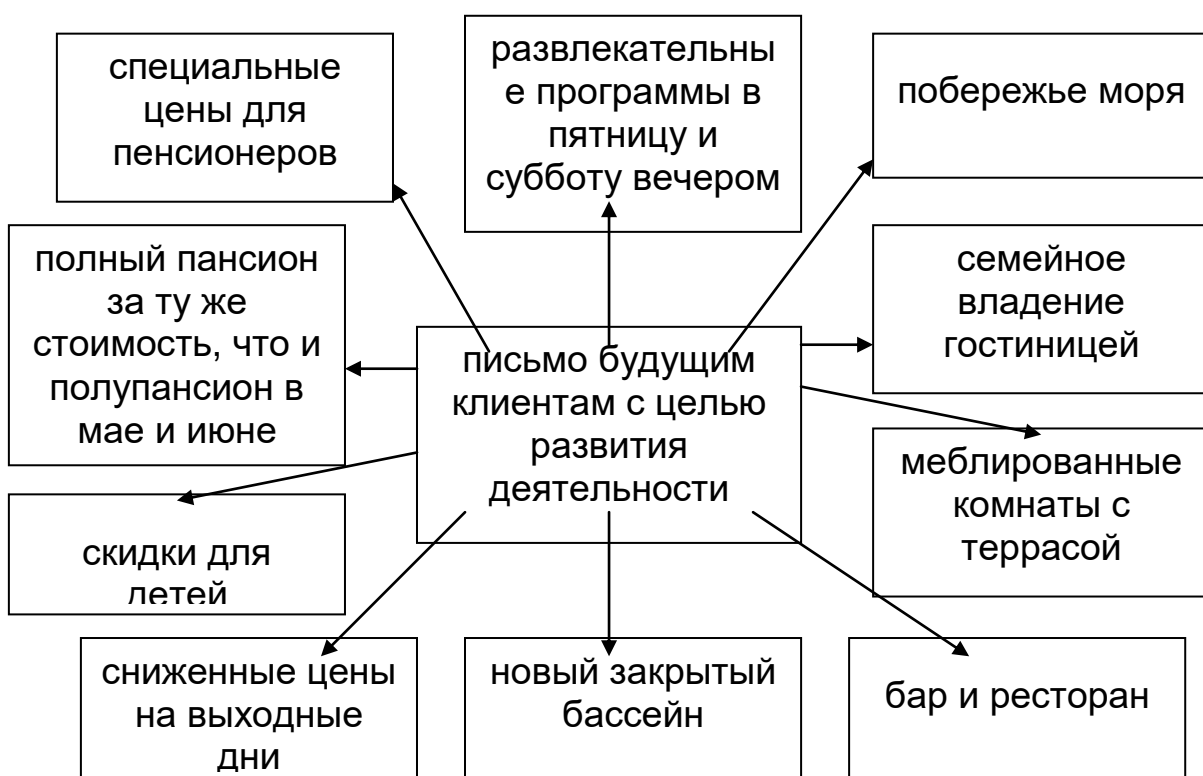 специальные
цены для
пенсионеров
развлекательны
е программы в
пятницу и
субботу вечером
побережье моря
полный пансион
за ту же
стоимость, что и
полупансион в
мае и июне
письмо будущим
клиентам с целью
развития
деятельности
семейное
владение
гостиницей
меблированные
комнаты с
террасой
скидки для
детей
сниженные цены
на выходные
дни
новый закрытый
бассейн
бар и ресторан